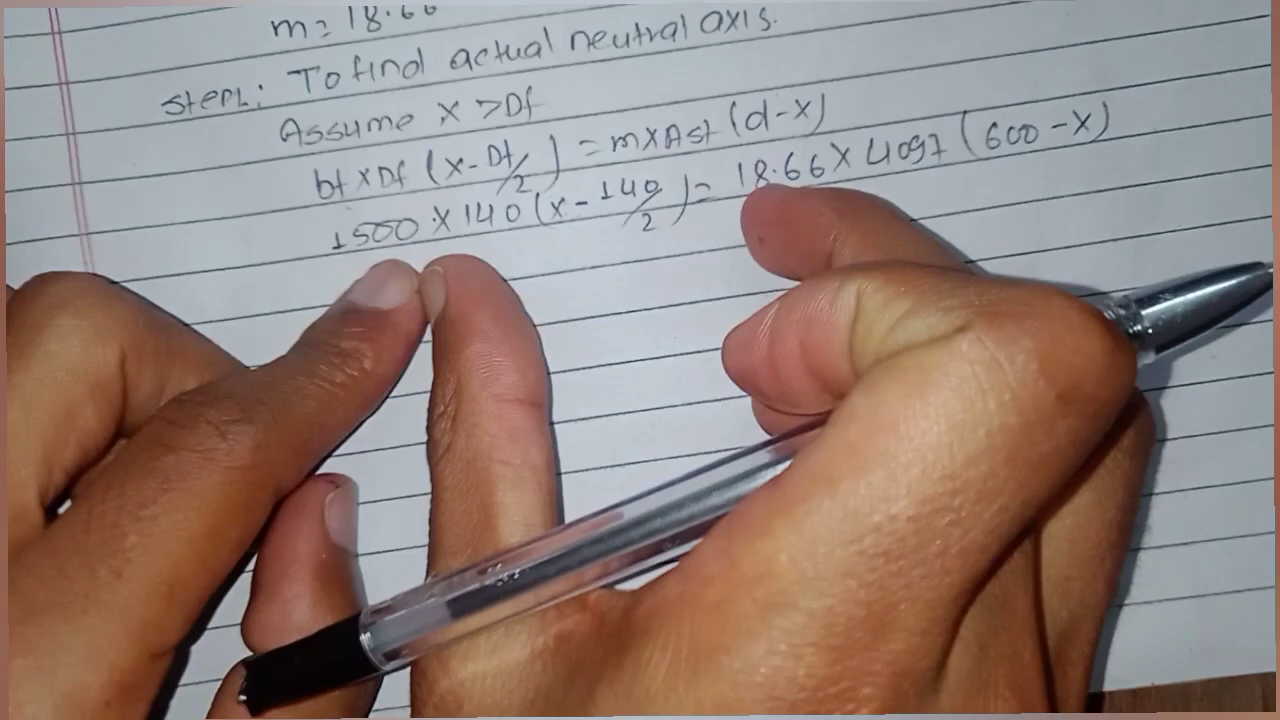 m = 18.66
Step2: To find actual neutral axis.
Assume x > Df
bf x Df (x - Df/2) = m x Ast (d-x)
1500 x 140 (x - 140/2) = 18.66 x 4097 (600 - x)